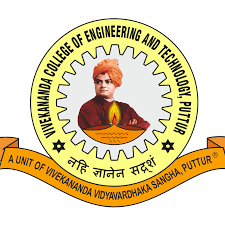 VIVEKANANDA COLLEGE OF ENGINEERING AND TECHNOLOGY, PUTTUR
नहि ज्ञानेन सदृशं
A UNIT OF VIVEKANANDA VIDYAVARDHAKA SANGHA, PUTTUR®